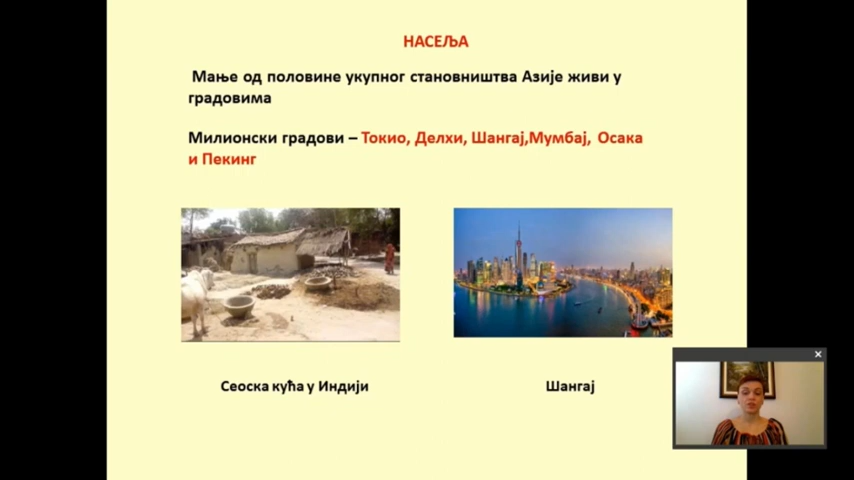 НАСЕЉА
Мање од половине укупног становништва Азије живи у
градовима
Милионски градови – Токио, Делхи, Шангај,Мумбај, Осака
и Пекинг
Сеоска кућа у Индији
Шангај